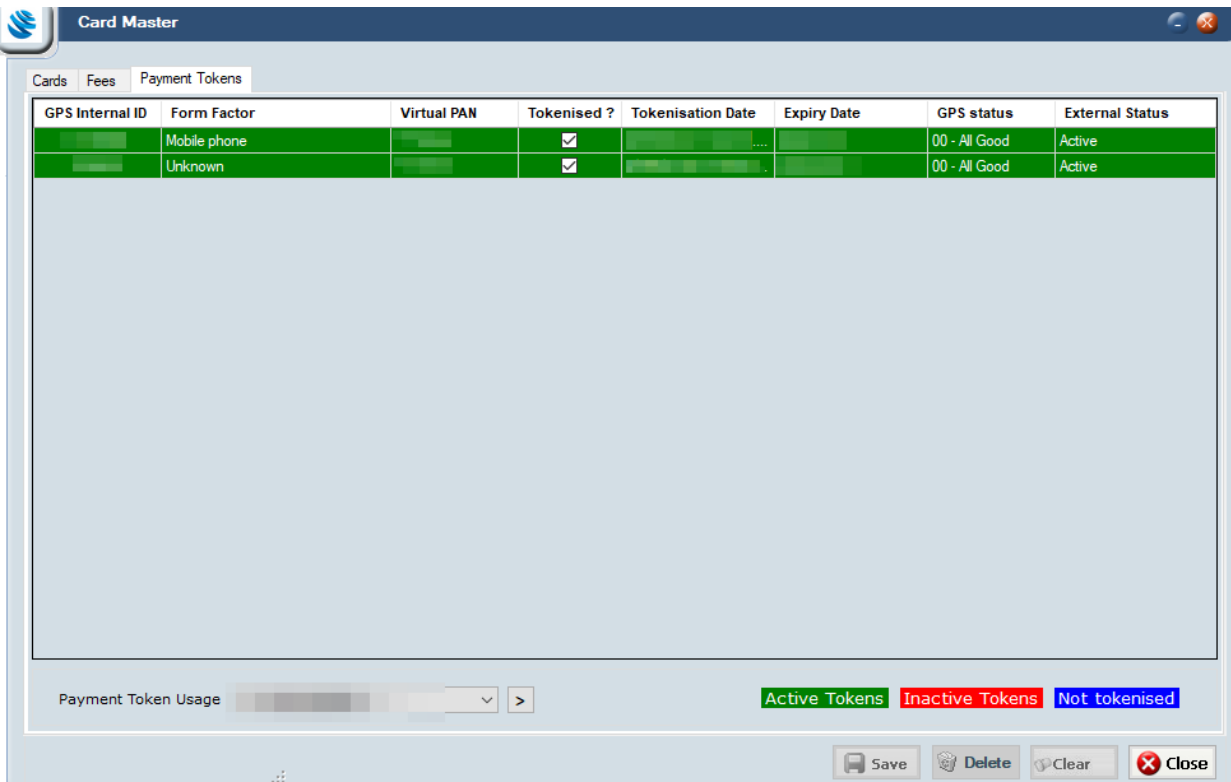 Card Master
Cards Fees Payment Tokens
GPS Internal ID Form Factor Virtual PAN Tokenised ? Tokenisation Date Expiry Date GPS status External Status
Mobile phone .... 00 - All Good Active
Unknown . 00 - All Good Active
Payment Token Usage > Active Tokens Inactive Tokens Not tokenised
Save Delete Clear Close